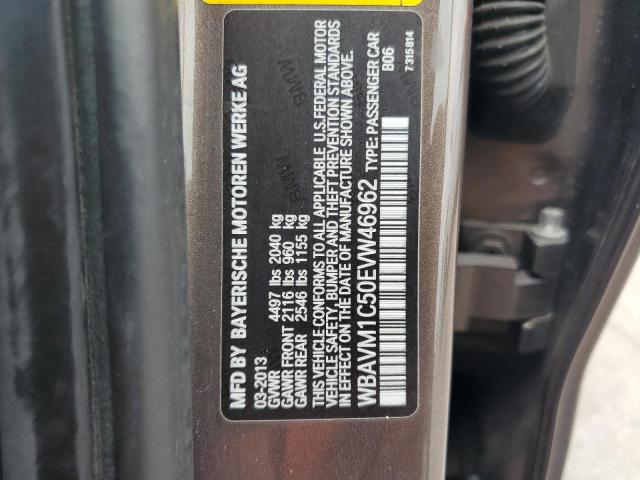 MFD BY BAYERISCHE MOTOREN WERKE AG
03-2013
GVWR 4497 lbs 2040 kg
GAWR FRONT 2116 lbs 960 kg
GAWR REAR 2546 lbs 1155 kg
THIS VEHICLE CONFORMS TO ALL APPLICABLE U.S.FEDERAL MOTOR
VEHICLE SAFETY, BUMPER AND THEFT PREVENTION STANDARDS
IN EFFECT ON THE DATE OF MANUFACTURE SHOWN ABOVE.
WBAVM1C50EVW46962 TYPE: PASSENGER CAR
B06
7315814
BMW
BMW